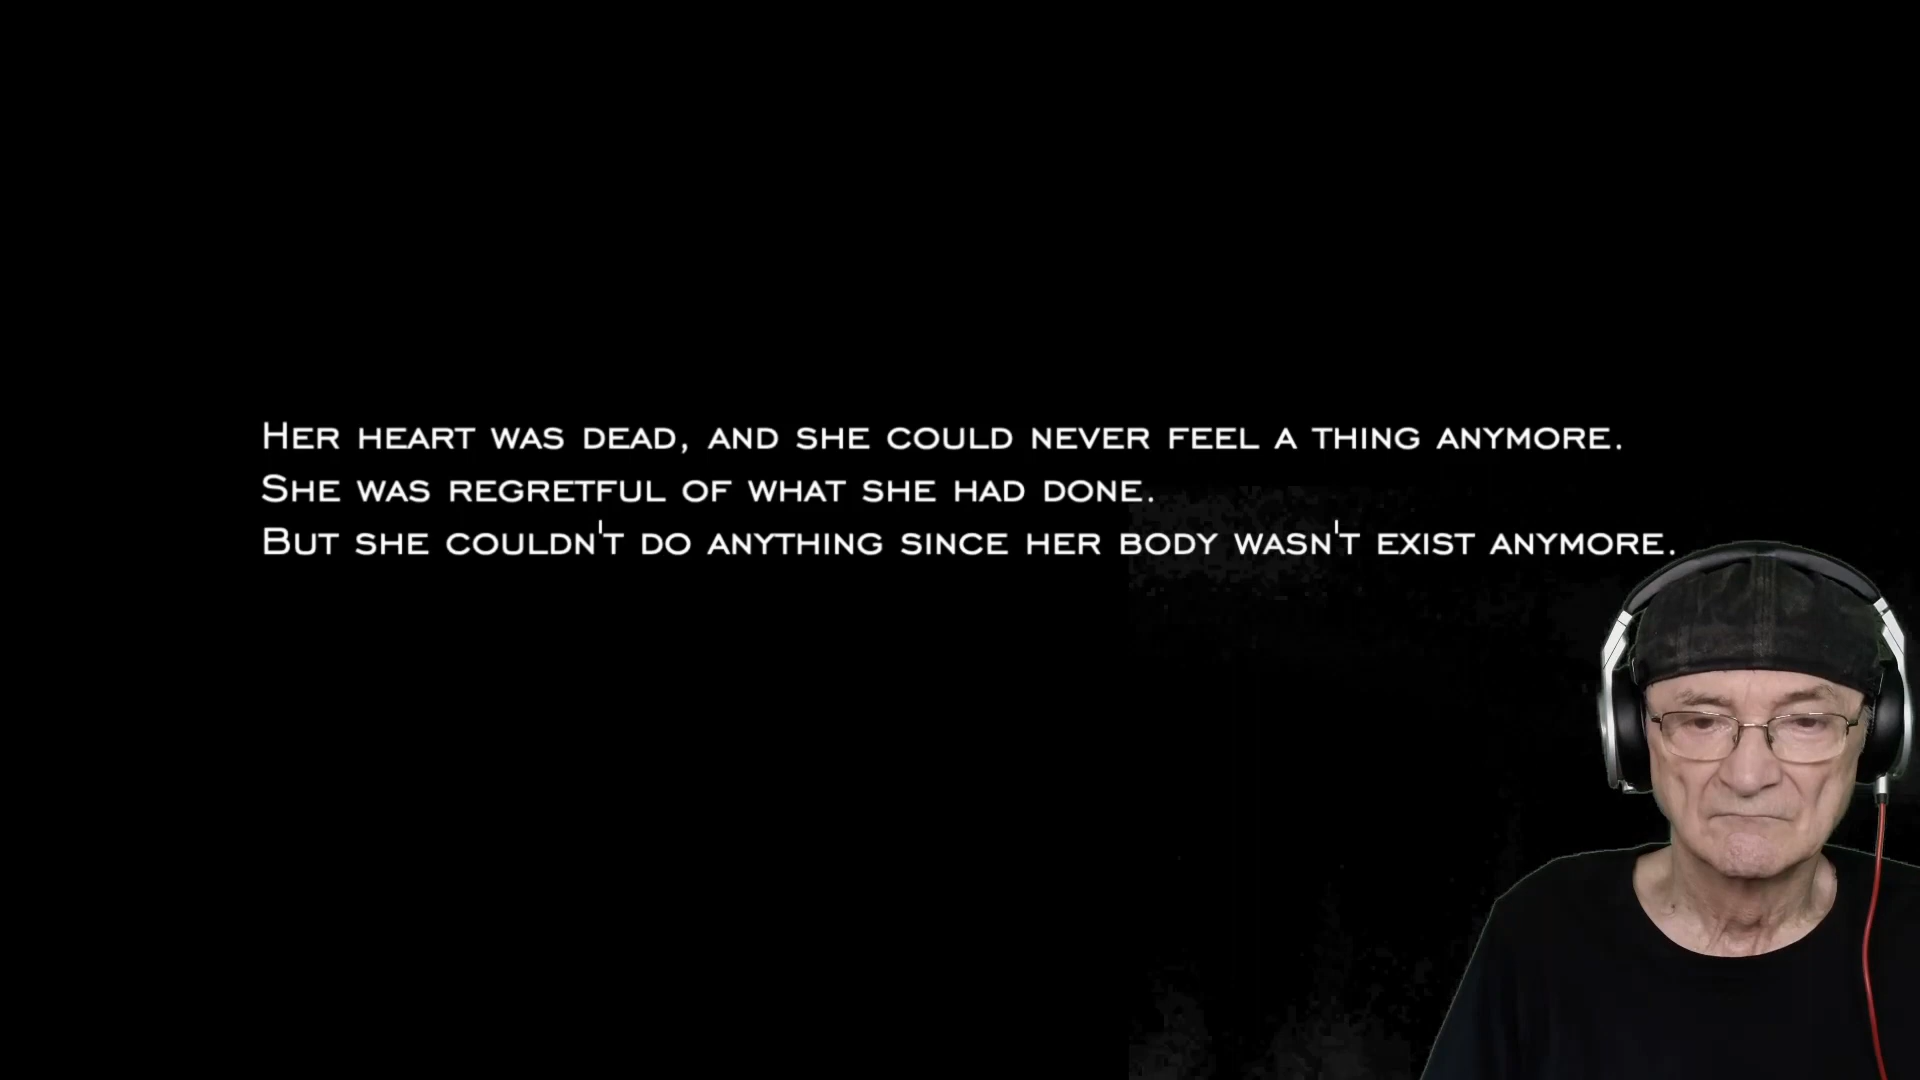 Her heart was dead, and she could never feel a thing anymore.
She was regretful of what she had done.
But she couldn't do anything since her body wasn't exist anymore.